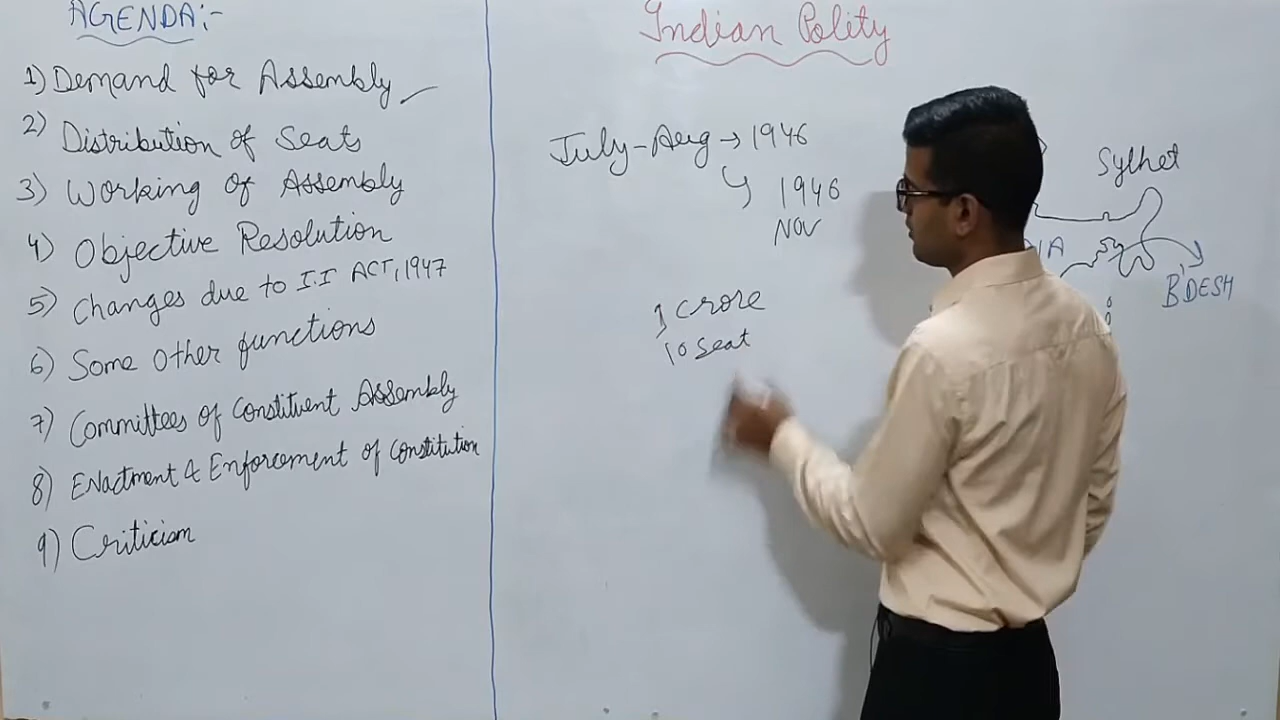 AGENDA:-
1) Demand for Assembly
2) Distribution of Seats
3) Working of Assembly
4) Objective Resolution
5) Changes due to I.I ACT, 1947
6) Some Other functions
7) Committees of Constituent Assembly
8) Enactment & Enforcement of Constitution
9) Criticism
Indian Polity
July-Aug → 1946
1946
NOV
1 crore
10 seat
Sylhet
B'DESH